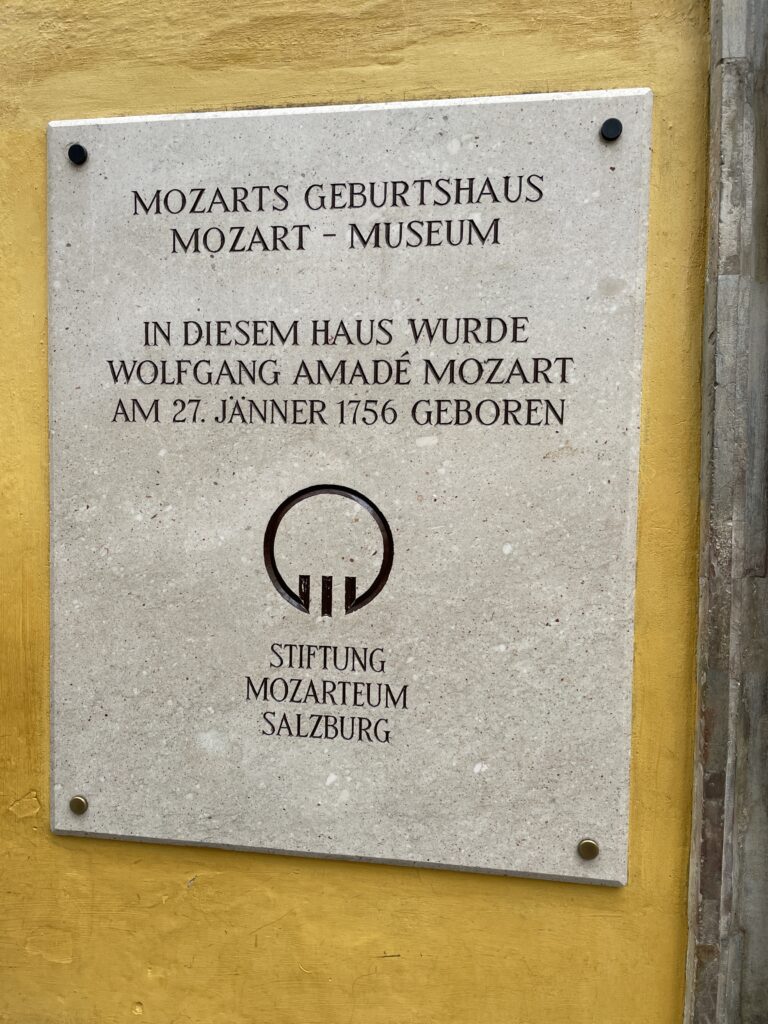 MOZARTS GEBURTSHAUS
MOZART – MUSEUM
IN DIESEM HAUS WURDE
WOLFGANG AMADÉ MOZART
AM 27. JÄNNER 1756 GEBOREN
STIFTUNG
MOZARTEUM
SALZBURG